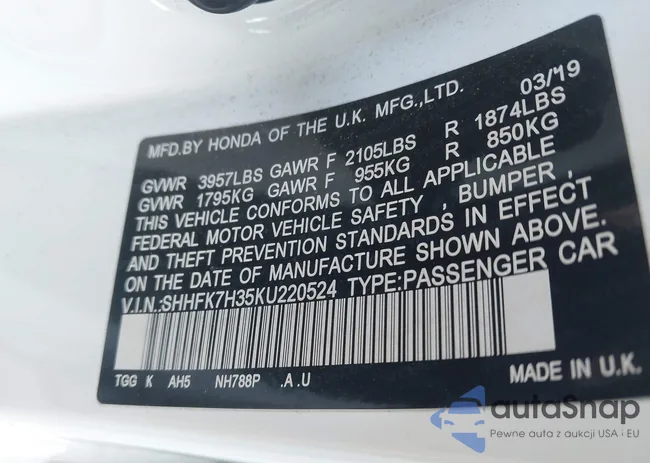 MFD.BY HONDA OF THE U.K. MFG.,LTD. 03/'19
GVWR 3957LBS GAWR F 2105LBS R 1874LBS
GVWR 1795KG GAWR F 955KG R 850KG
THIS VEHICLE CONFORMS TO ALL APPLICABLE
FEDERAL MOTOR VEHICLE SAFETY , BUMPER ,
AND THEFT PREVENTION STANDARDS IN EFFECT
ON THE DATE OF MANUFACTURE SHOWN ABOVE.
V.I.N.:SHHFK7H35KU220524 TYPE:PASSENGER CAR
TGG K AH5 NH788P .A.U MADE IN U.K.
autaSnap
Pewne auta z aukcji USA i EU